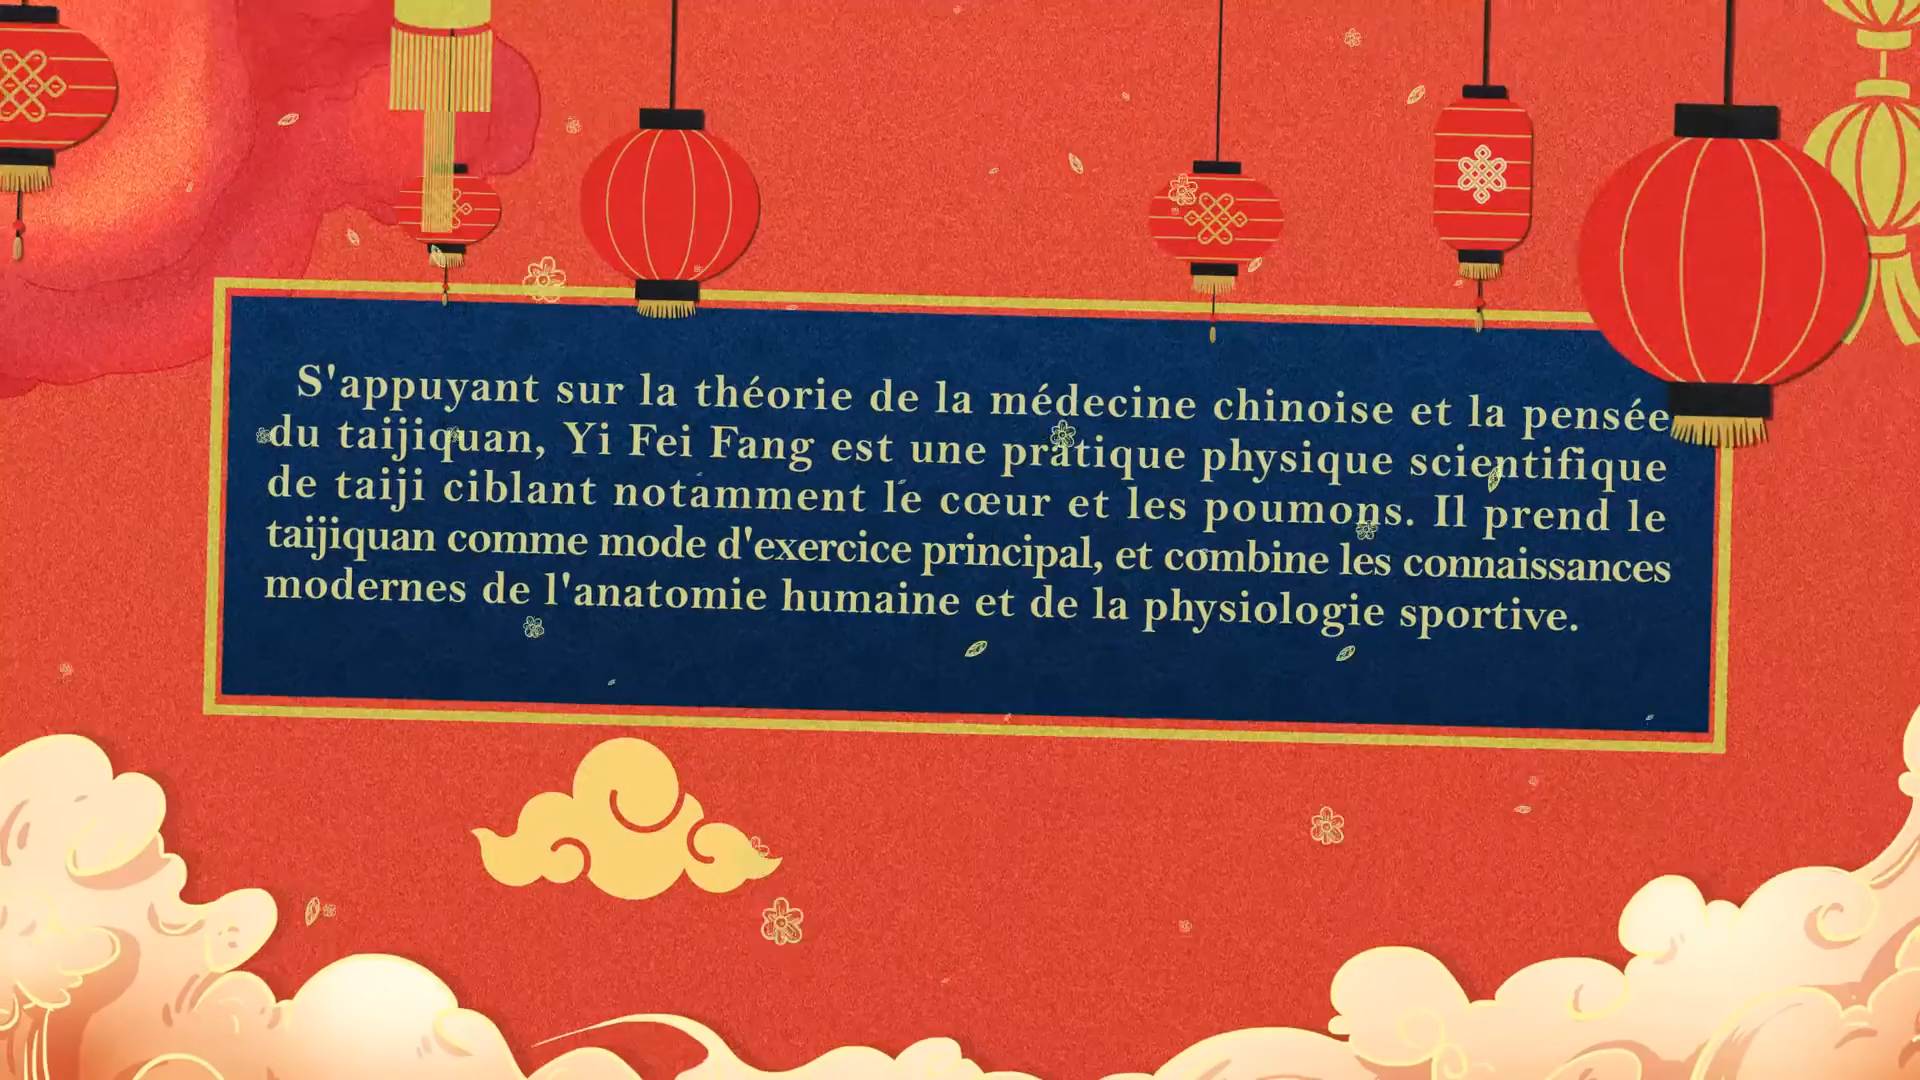 S'appuyant sur la théorie de la médecine chinoise et la pensée
du taijiquan, Yi Fei Fang est une pratique physique scientifique
de taiji ciblant notamment le cœur et les poumons. Il prend le
taijiquan comme mode d'exercice principal, et combine les connaissances
modernes de l'anatomie humaine et de la physiologie sportive.